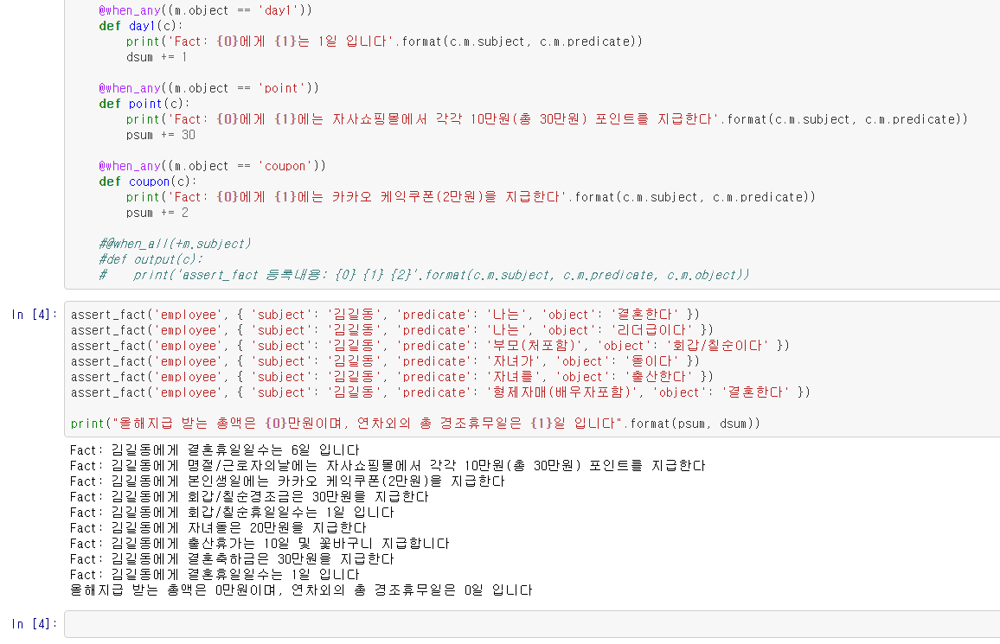 @when_any((m.object == 'day1'))
def day1(c):
print('Fact: {0}에게 {1}는 1일 입니다'.format(c.m.subject, c.m.predicate))
dsum += 1
@when_any((m.object == 'point'))
def point(c):
print('Fact: {0}에게 {1}에는 자사쇼핑몰에서 각각 10만원(총 30만원) 포인트를 지급한다'.format(c.m.subject, c.m.predicate))
psum += 30
@when_any((m.object == 'coupon'))
def coupon(c):
print('Fact: {0}에게 {1}에는 카카오 케익쿠폰(2만원)을 지급한다'.format(c.m.subject, c.m.predicate))
psum += 2
#@when_all(+m.subject)
#def output(c):
#    print('assert_fact 등록내용: {0} {1} {2}'.format(c.m.subject, c.m.predicate, c.m.object))
In [4]: assert_fact('employee', { 'subject': '김길동', 'predicate': '나는', 'object': '결혼한다' })
assert_fact('employee', { 'subject': '김길동', 'predicate': '나는', 'object': '리더급이다' })
assert_fact('employee', { 'subject': '김길동', 'predicate': '부모(처포함)', 'object': '회갑/칠순이다' })
assert_fact('employee', { 'subject': '김길동', 'predicate': '자녀가', 'object': '돌이다' })
assert_fact('employee', { 'subject': '김길동', 'predicate': '자녀를', 'object': '출산한다' })
assert_fact('employee', { 'subject': '김길동', 'predicate': '형제자매(배우자포함)', 'object': '결혼한다' })
print("올해지급 받는 총액은 {0}만원이며, 연차외의 총 경조휴무일은 {1}일 입니다".format(psum, dsum))
Fact: 김길동에게 결혼휴일일수는 6일 입니다
Fact: 김길동에게 명절/근로자의날에는 자사쇼핑몰에서 각각 10만원(총 30만원) 포인트를 지급한다
Fact: 김길동에게 본인생일에는 카카오 케익쿠폰(2만원)을 지급한다
Fact: 김길동에게 회갑/칠순경조금은 30만원을 지급한다
Fact: 김길동에게 회갑/칠순휴일일수는 1일 입니다
Fact: 김길동에게 자녀돌은 20만원을 지급한다
Fact: 김길동에게 출산휴가는 10일 및 꽃바구니 지급합니다
Fact: 김길동에게 결혼축하금은 30만원을 지급한다
Fact: 김길동에게 결혼휴일일수는 1일 입니다
올해지급 받는 총액은 0만원이며, 연차외의 총 경조휴무일은 0일 입니다
In [4]: